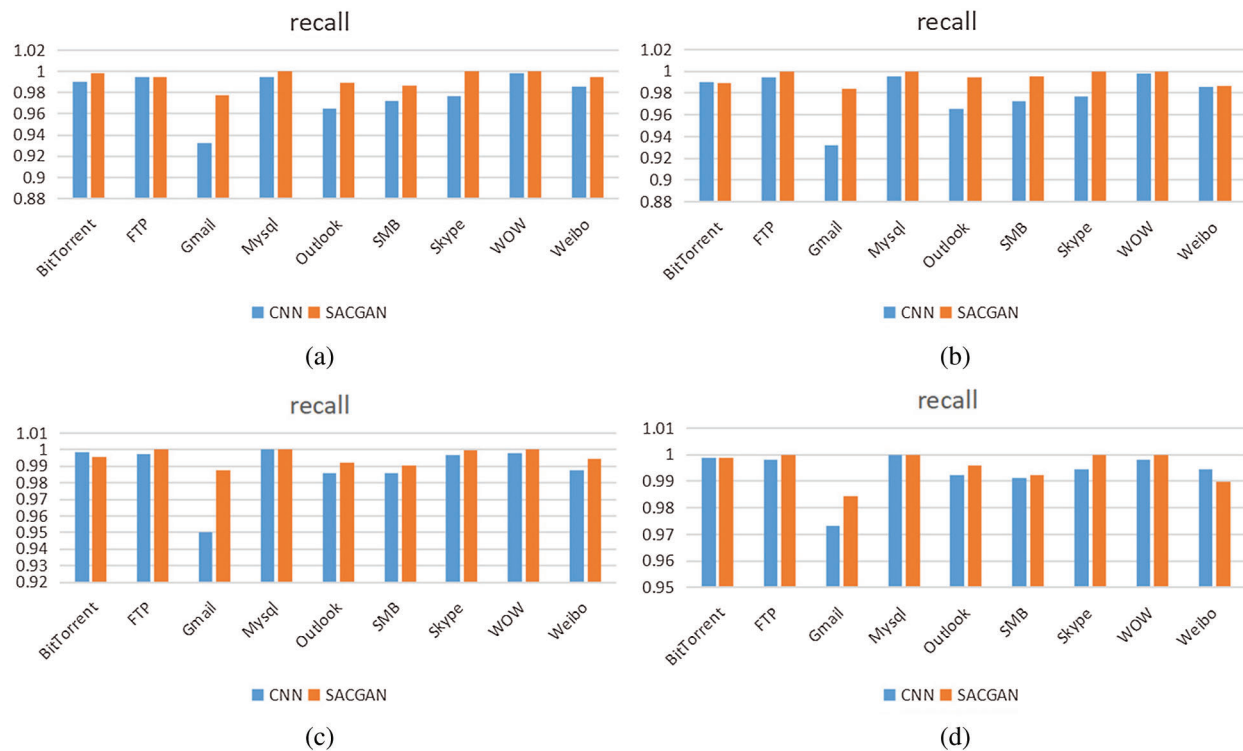 recall
1.02
1
0.98
0.96
0.94
0.92
0.9
0.88
BitTorrent
FTP
Gmail
Mysql
Outlook
SMB
Skype
WOW
Weibo
CNN SACGAN
(a)
recall
1.02
1
0.98
0.96
0.94
0.92
0.9
0.88
BitTorrent
FTP
Gmail
Mysql
Outlook
SMB
Skype
WOW
Weibo
CNN SACGAN
(b)
recall
1.01
1
0.99
0.98
0.97
0.96
0.95
0.94
0.93
0.92
BitTorrent
FTP
Gmail
Mysql
Outlook
SMB
Skype
WOW
Weibo
CNN SACGAN
(c)
recall
1.01
1
0.99
0.98
0.97
0.96
0.95
BitTorrent
FTP
Gmail
Mysql
Outlook
SMB
Skype
WOW
Weibo
CNN SACGAN
(d)